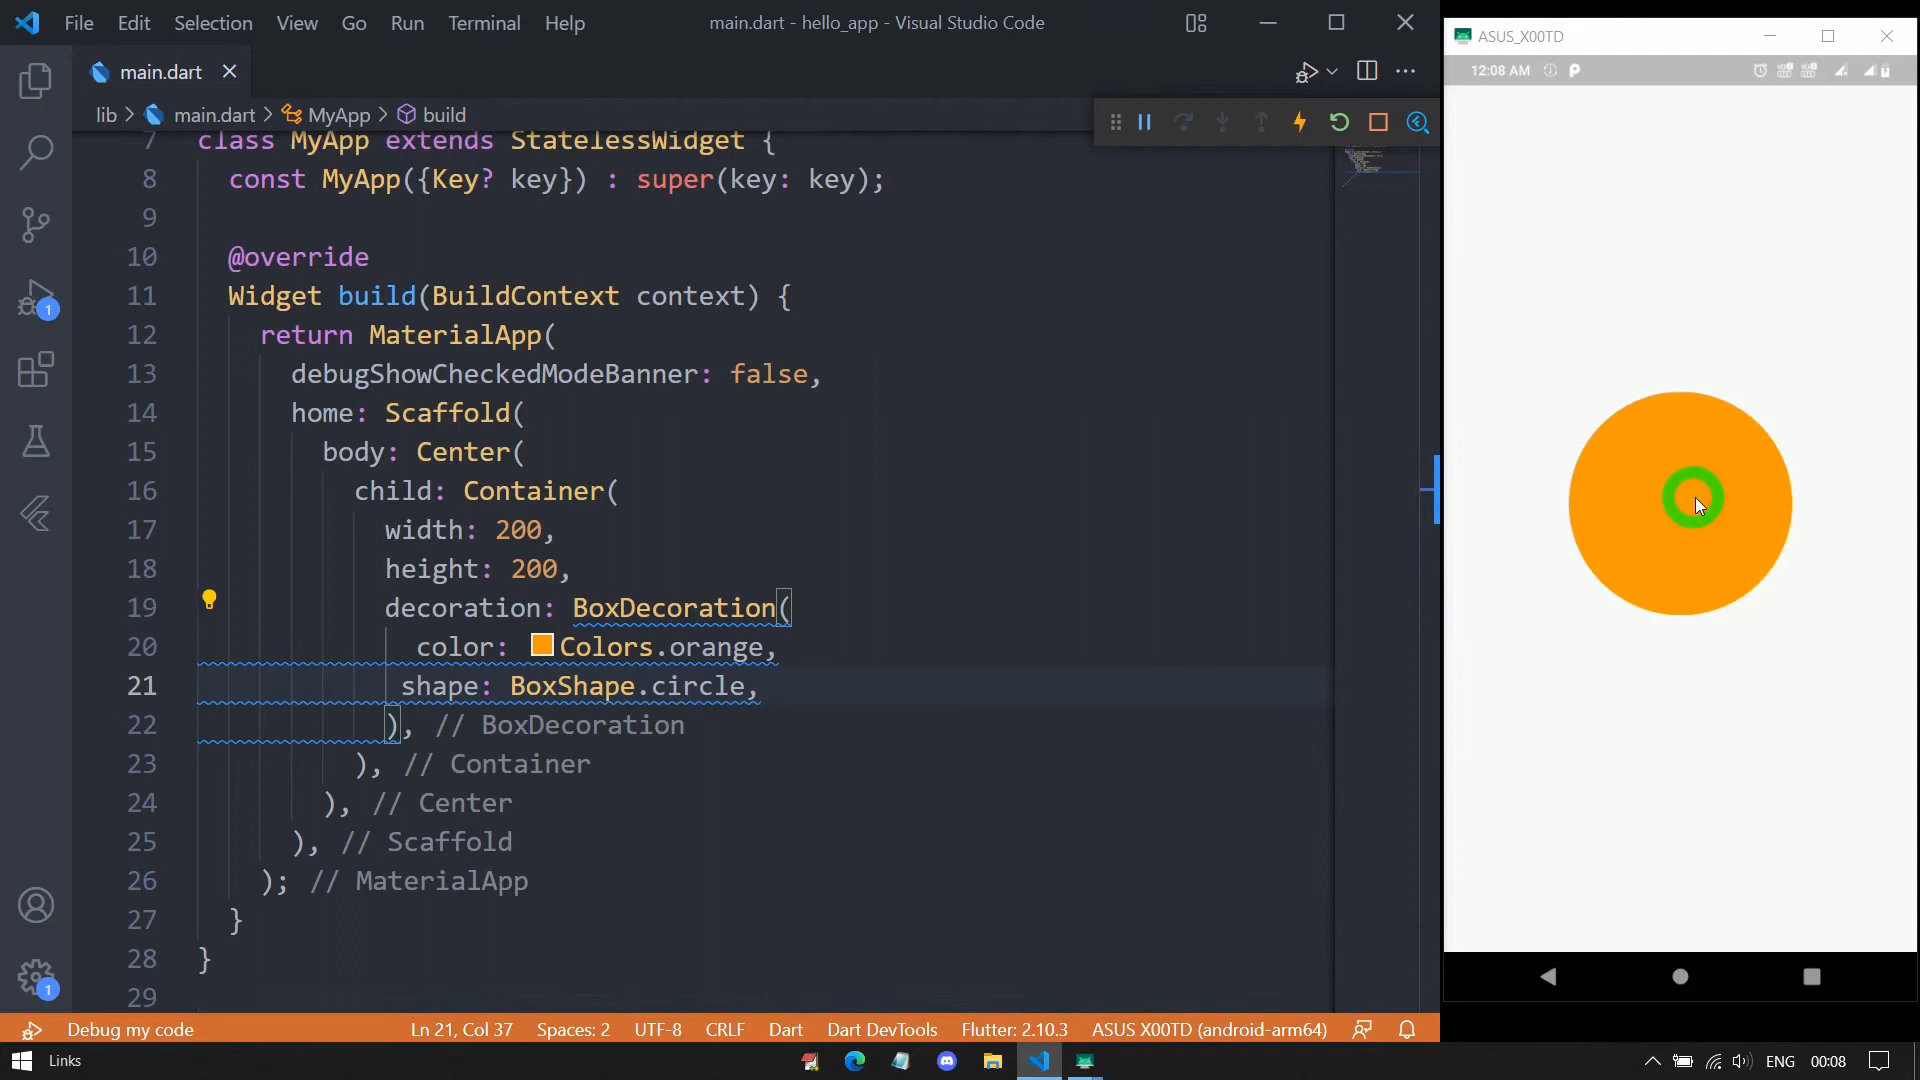 File Edit Selection View Go Run Terminal Help
main.dart - hello_app - Visual Studio Code
ASUS_X00TD
main.dart
12:08 AM
lib > main.dart > MyApp > build
7 class MyApp extends StatelessWidget {
8 const MyApp({Key? key}) : super(key: key);
9
10 @override
11 Widget build(BuildContext context) {
12 return MaterialApp(
13 debugShowCheckedModeBanner: false,
14 home: Scaffold(
15 body: Center(
16 child: Container(
17 width: 200,
18 height: 200,
19 decoration: BoxDecoration(
20 color: Colors.orange,
21 shape: BoxShape.circle,
22 ), // BoxDecoration
23 ), // Container
24 ), // Center
25 ), // Scaffold
26 ); // MaterialApp
27 }
28 }
29
1
1
Debug my code Ln 21, Col 37 Spaces: 2 UTF-8 CRLF Dart Dart DevTools Flutter: 2.10.3 ASUS X00TD (android-arm64)
Links ENG 00:08